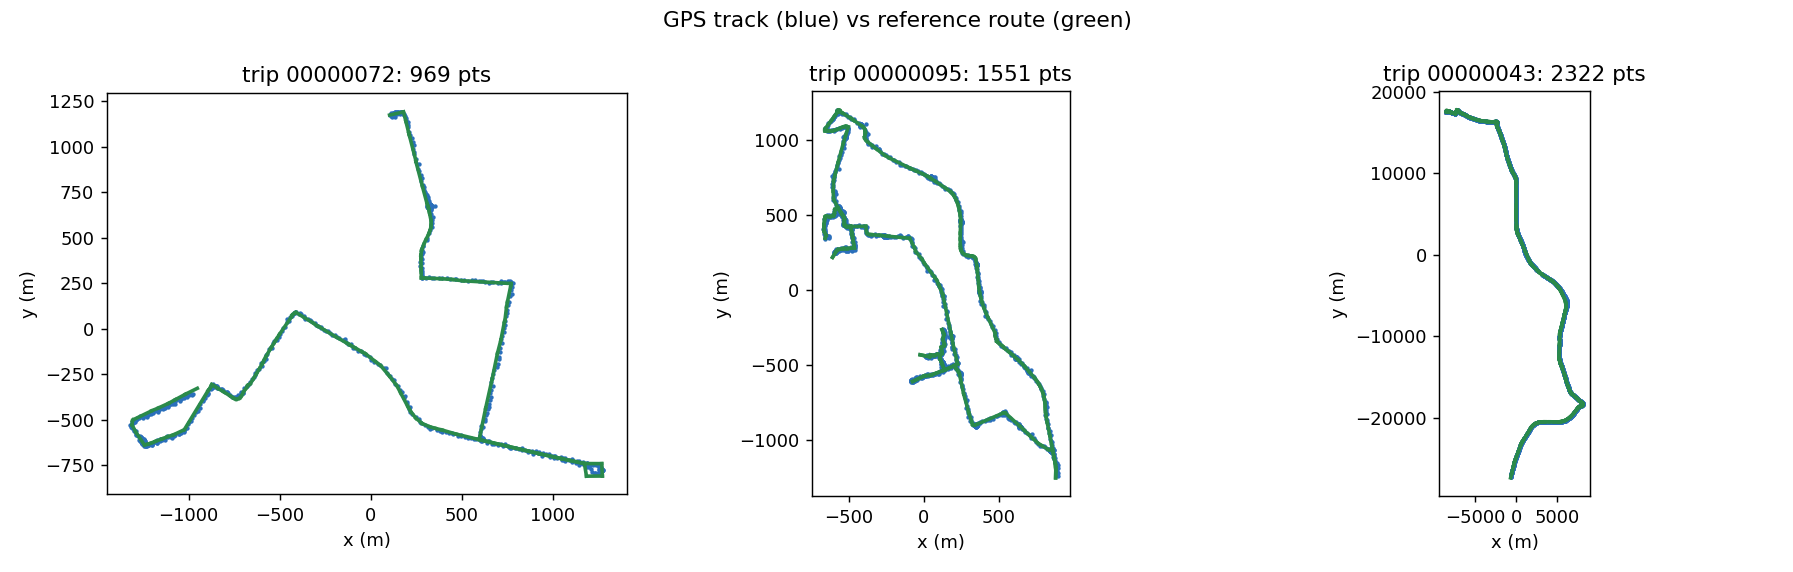 GPS track (blue) vs reference route (green)
trip 00000072: 969 pts
1250
1000
750
500
250
0
−250
−500
−750
y (m)
−1000 −500 0 500 1000
x (m)
trip 00000095: 1551 pts
1000
500
0
−500
−1000
y (m)
−500 0 500
x (m)
trip 00000043: 2322 pts
20000
10000
0
−10000
−20000
y (m)
−5000 0 5000
x (m)